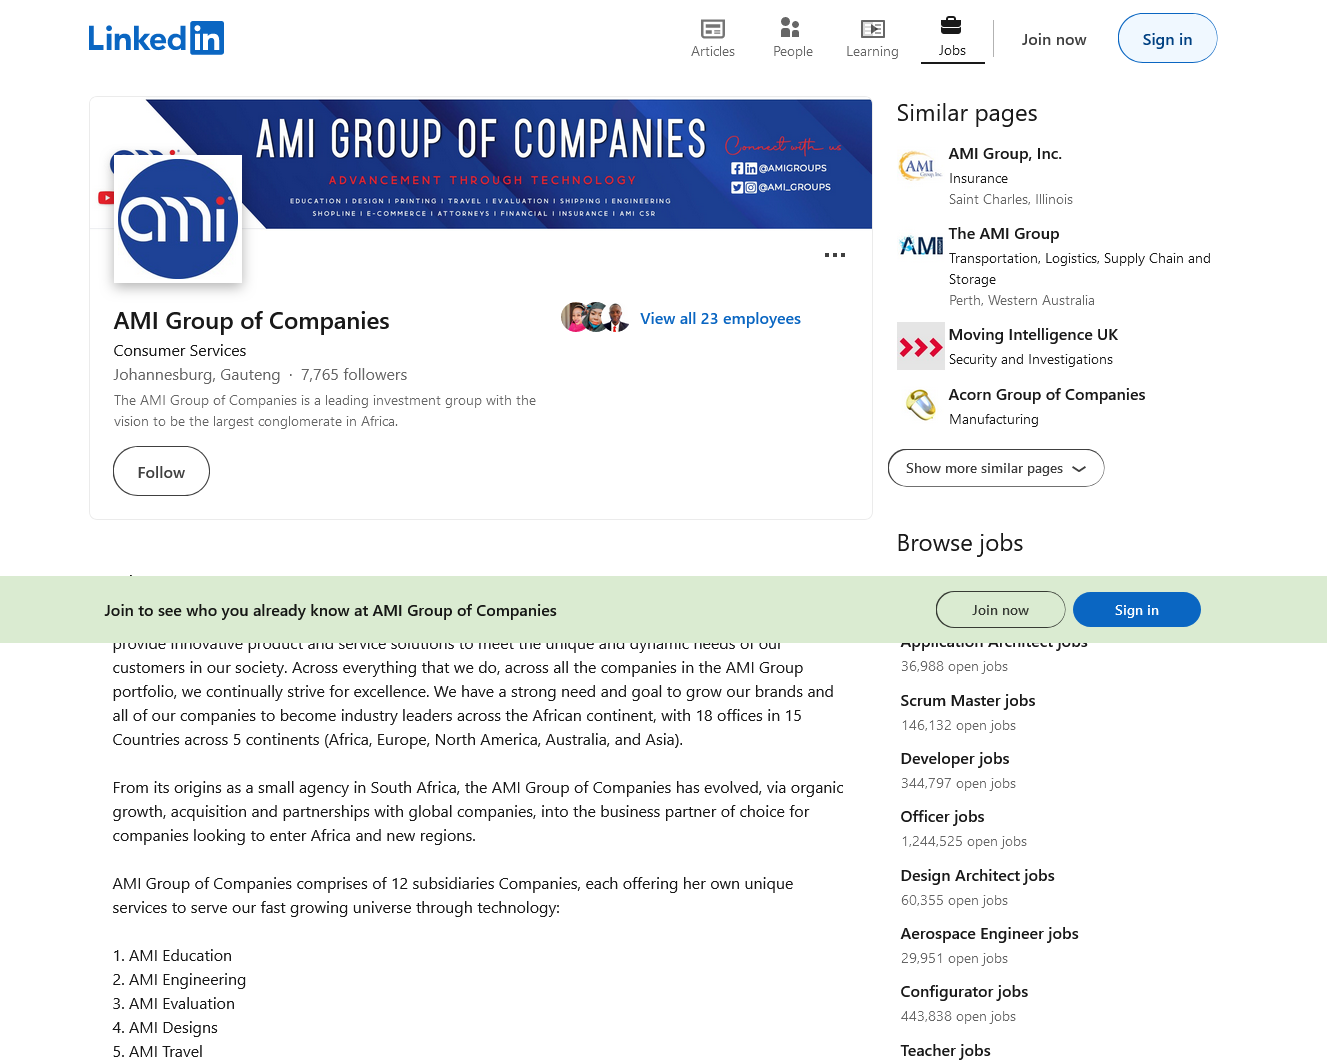 LinkedIn
Articles
People
Learning
Jobs
Join now
Sign in
AMI GROUP OF COMPANIES
ADVANCEMENT THROUGH TECHNOLOGY
EDUCATION I DESIGN I PRINTING I TRAVEL I EVALUATION I SHIPPING I ENGINEERING
SHOPLINE I E-COMMERCE I ATTORNEYS I FINANCIAL I INSURANCE I AMI CSR
Connect with us
@AMIGROUPS
@AMI_GROUPS
ami
AMI Group of Companies
Consumer Services
Johannesburg, Gauteng · 7,765 followers
The AMI Group of Companies is a leading investment group with the
vision to be the largest conglomerate in Africa.
View all 23 employees
Follow
Similar pages
AMI
AMI Group, Inc.
Insurance
Saint Charles, Illinois
AMI
The AMI Group
Transportation, Logistics, Supply Chain and
Storage
Perth, Western Australia
Moving Intelligence UK
Security and Investigations
Acorn Group of Companies
Manufacturing
Show more similar pages
Browse jobs
Join to see who you already know at AMI Group of Companies
Join now
Sign in
provide innovative product and service solutions to meet the unique and dynamic needs of our
customers in our society. Across everything that we do, across all the companies in the AMI Group
portfolio, we continually strive for excellence. We have a strong need and goal to grow our brands and
all of our companies to become industry leaders across the African continent, with 18 offices in 15
Countries across 5 continents (Africa, Europe, North America, Australia, and Asia).
From its origins as a small agency in South Africa, the AMI Group of Companies has evolved, via organic
growth, acquisition and partnerships with global companies, into the business partner of choice for
companies looking to enter Africa and new regions.
AMI Group of Companies comprises of 12 subsidiaries Companies, each offering her own unique
services to serve our fast growing universe through technology:
1. AMI Education
2. AMI Engineering
3. AMI Evaluation
4. AMI Designs
5. AMI Travel
Application Architect jobs
36,988 open jobs
Scrum Master jobs
146,132 open jobs
Developer jobs
344,797 open jobs
Officer jobs
1,244,525 open jobs
Design Architect jobs
60,355 open jobs
Aerospace Engineer jobs
29,951 open jobs
Configurator jobs
443,838 open jobs
Teacher jobs